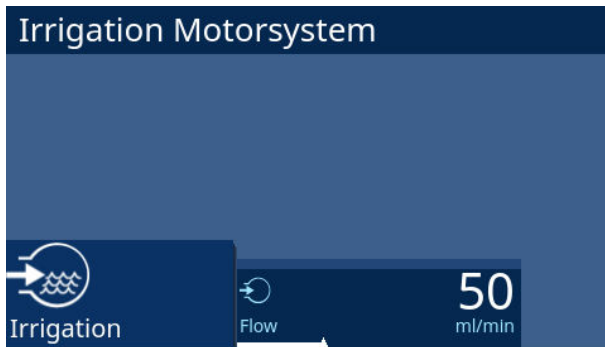 Irrigation Motorsystem
Irrigation
Flow
50
ml/min